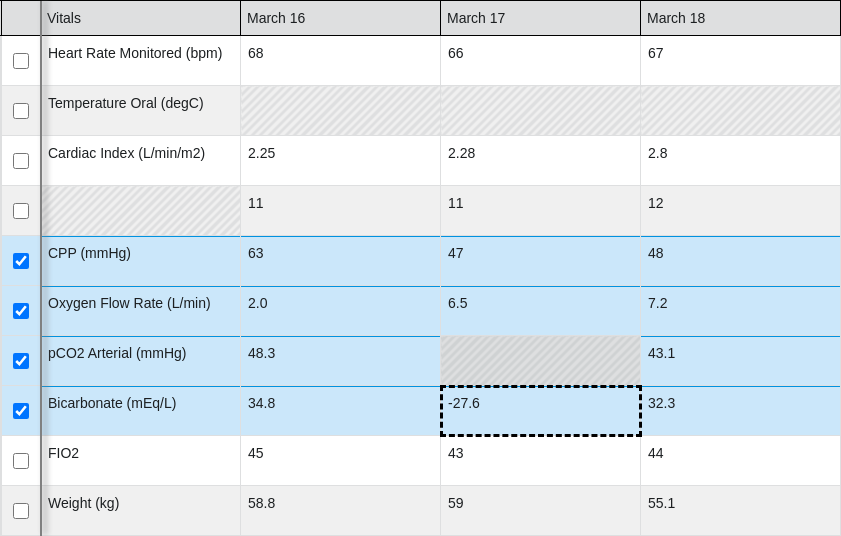 Vitals March 16 March 17 March 18
Heart Rate Monitored (bpm) 68 66 67
Temperature Oral (degC)
Cardiac Index (L/min/m2) 2.25 2.28 2.8
11 11 12
CPP (mmHg) 63 47 48
Oxygen Flow Rate (L/min) 2.0 6.5 7.2
pCO2 Arterial (mmHg) 48.3 43.1
Bicarbonate (mEq/L) 34.8 -27.6 32.3
FIO2 45 43 44
Weight (kg) 58.8 59 55.1